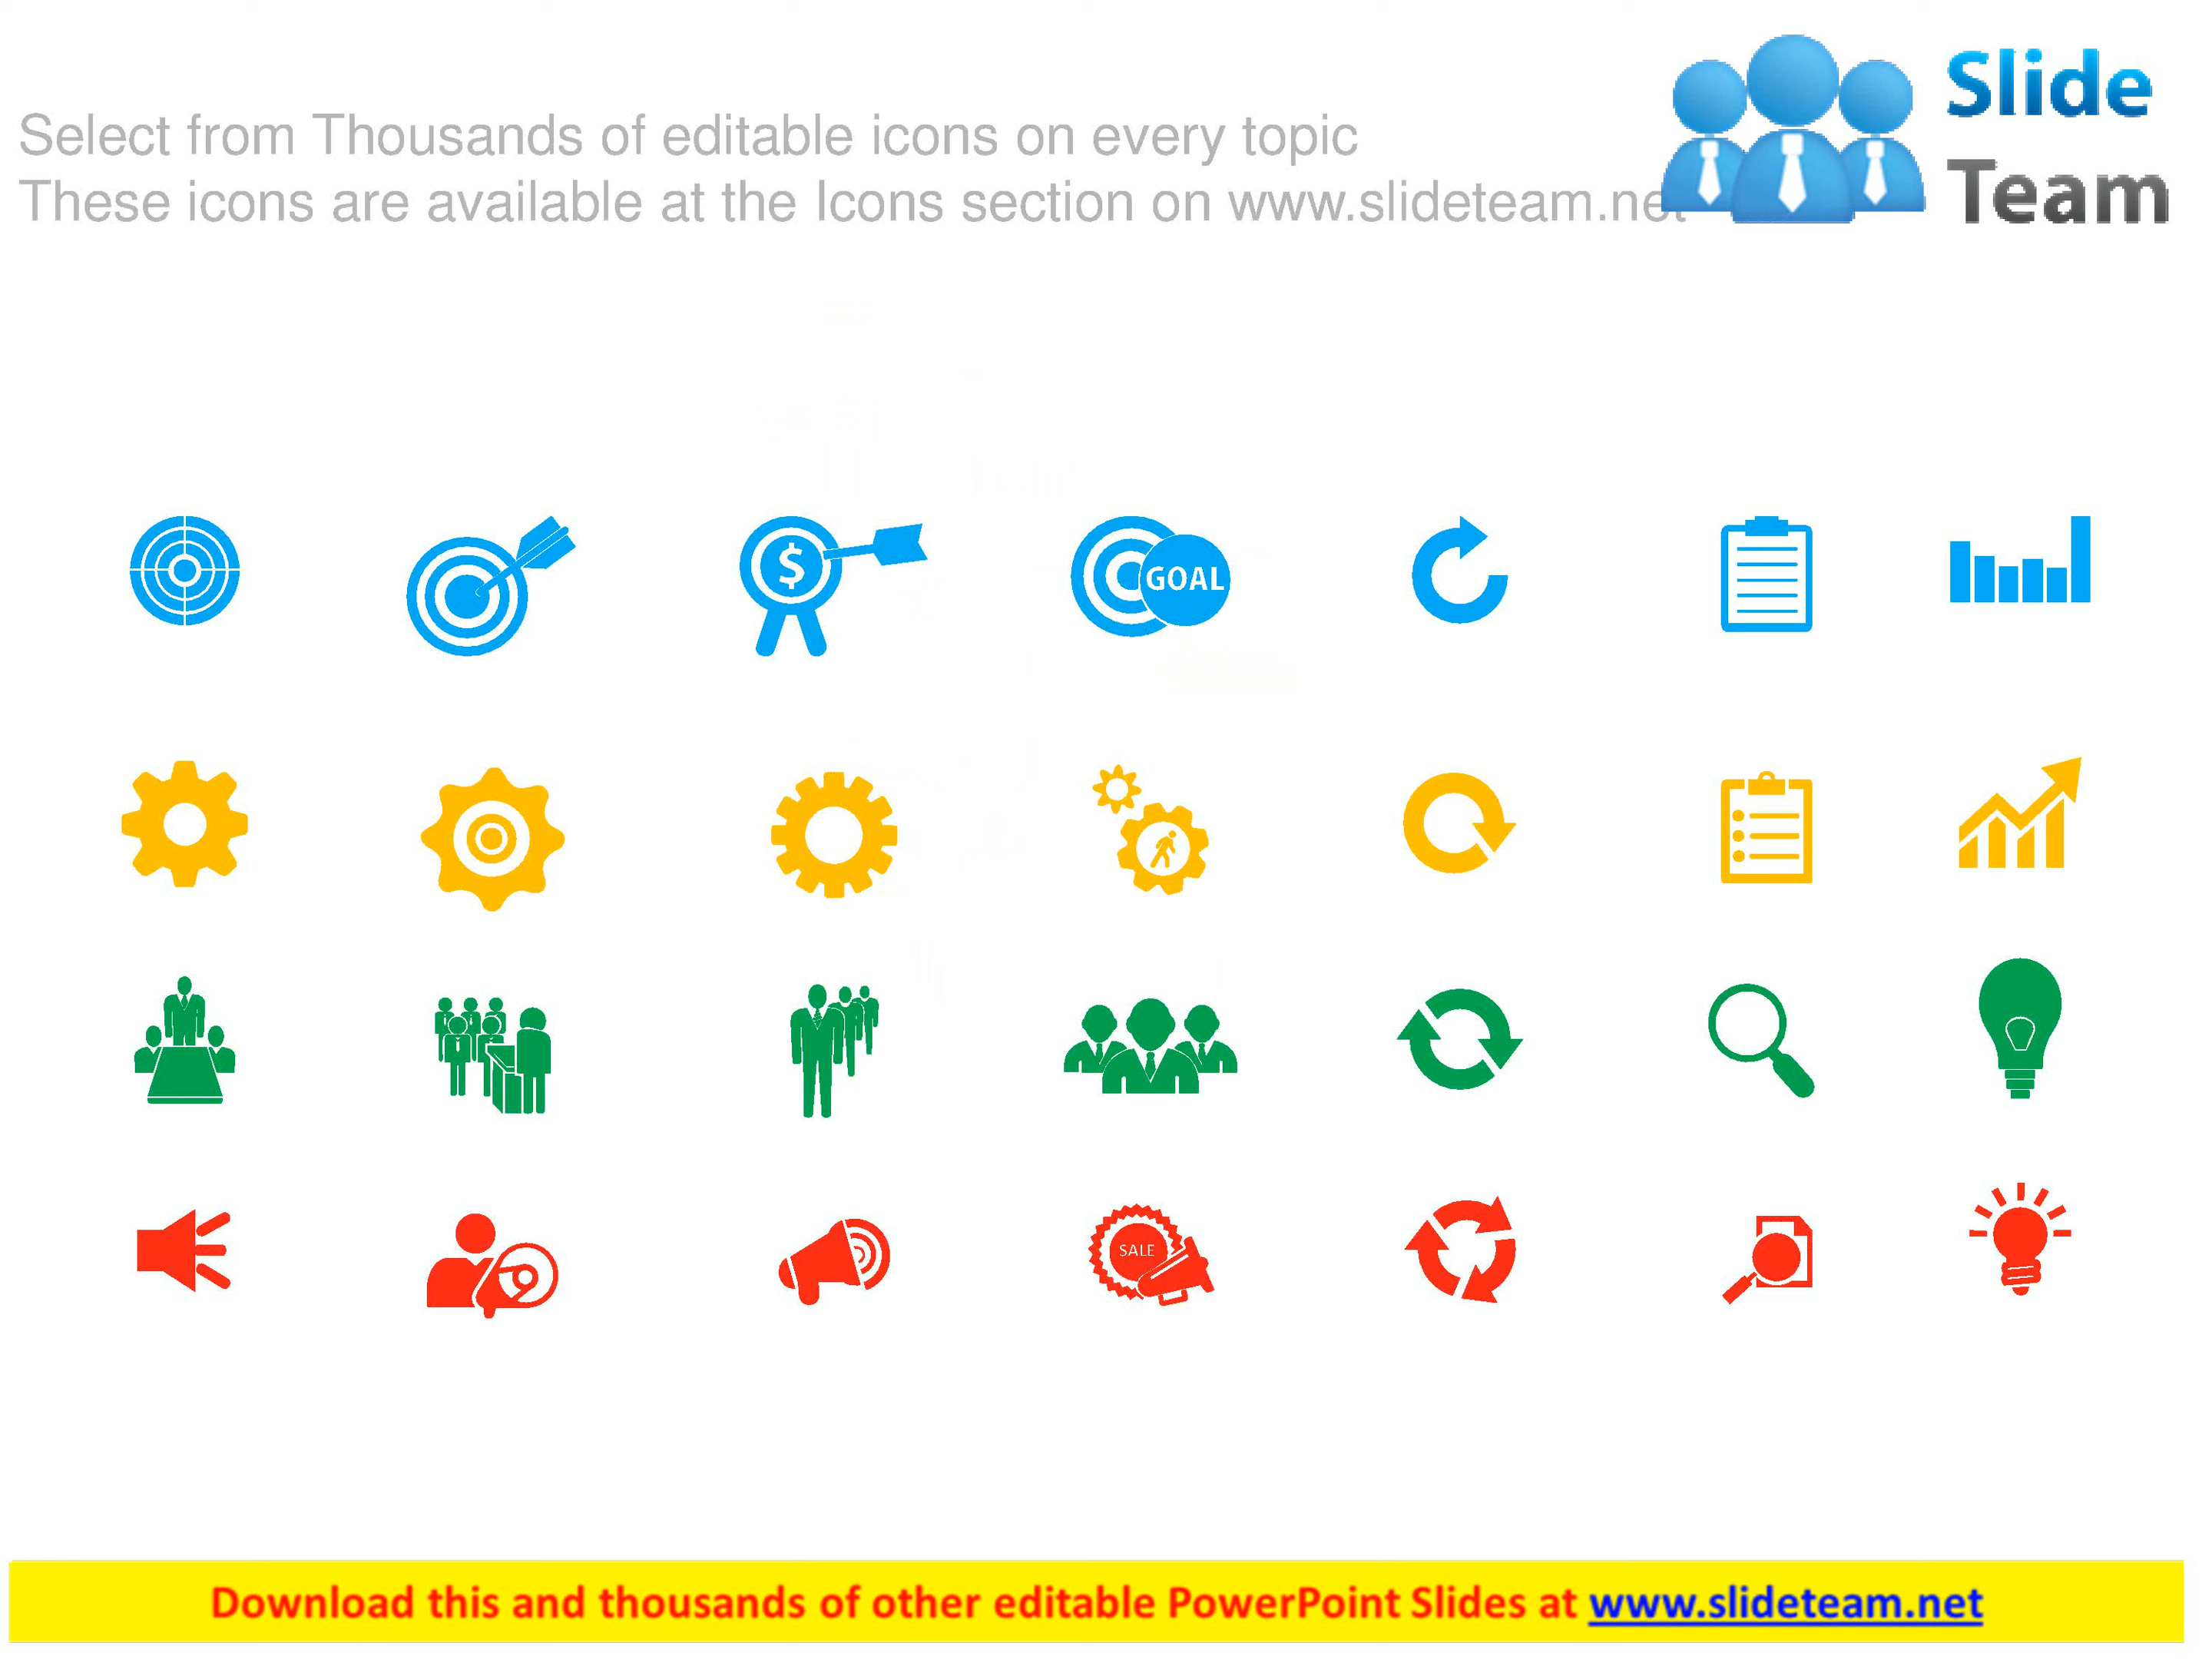 Slide
Team
Select from Thousands of editable icons on every topic
These icons are available at the Icons section on www.slideteam.net
$
GOAL
SALE
Download this and thousands of other editable PowerPoint Slides at www.slideteam.net